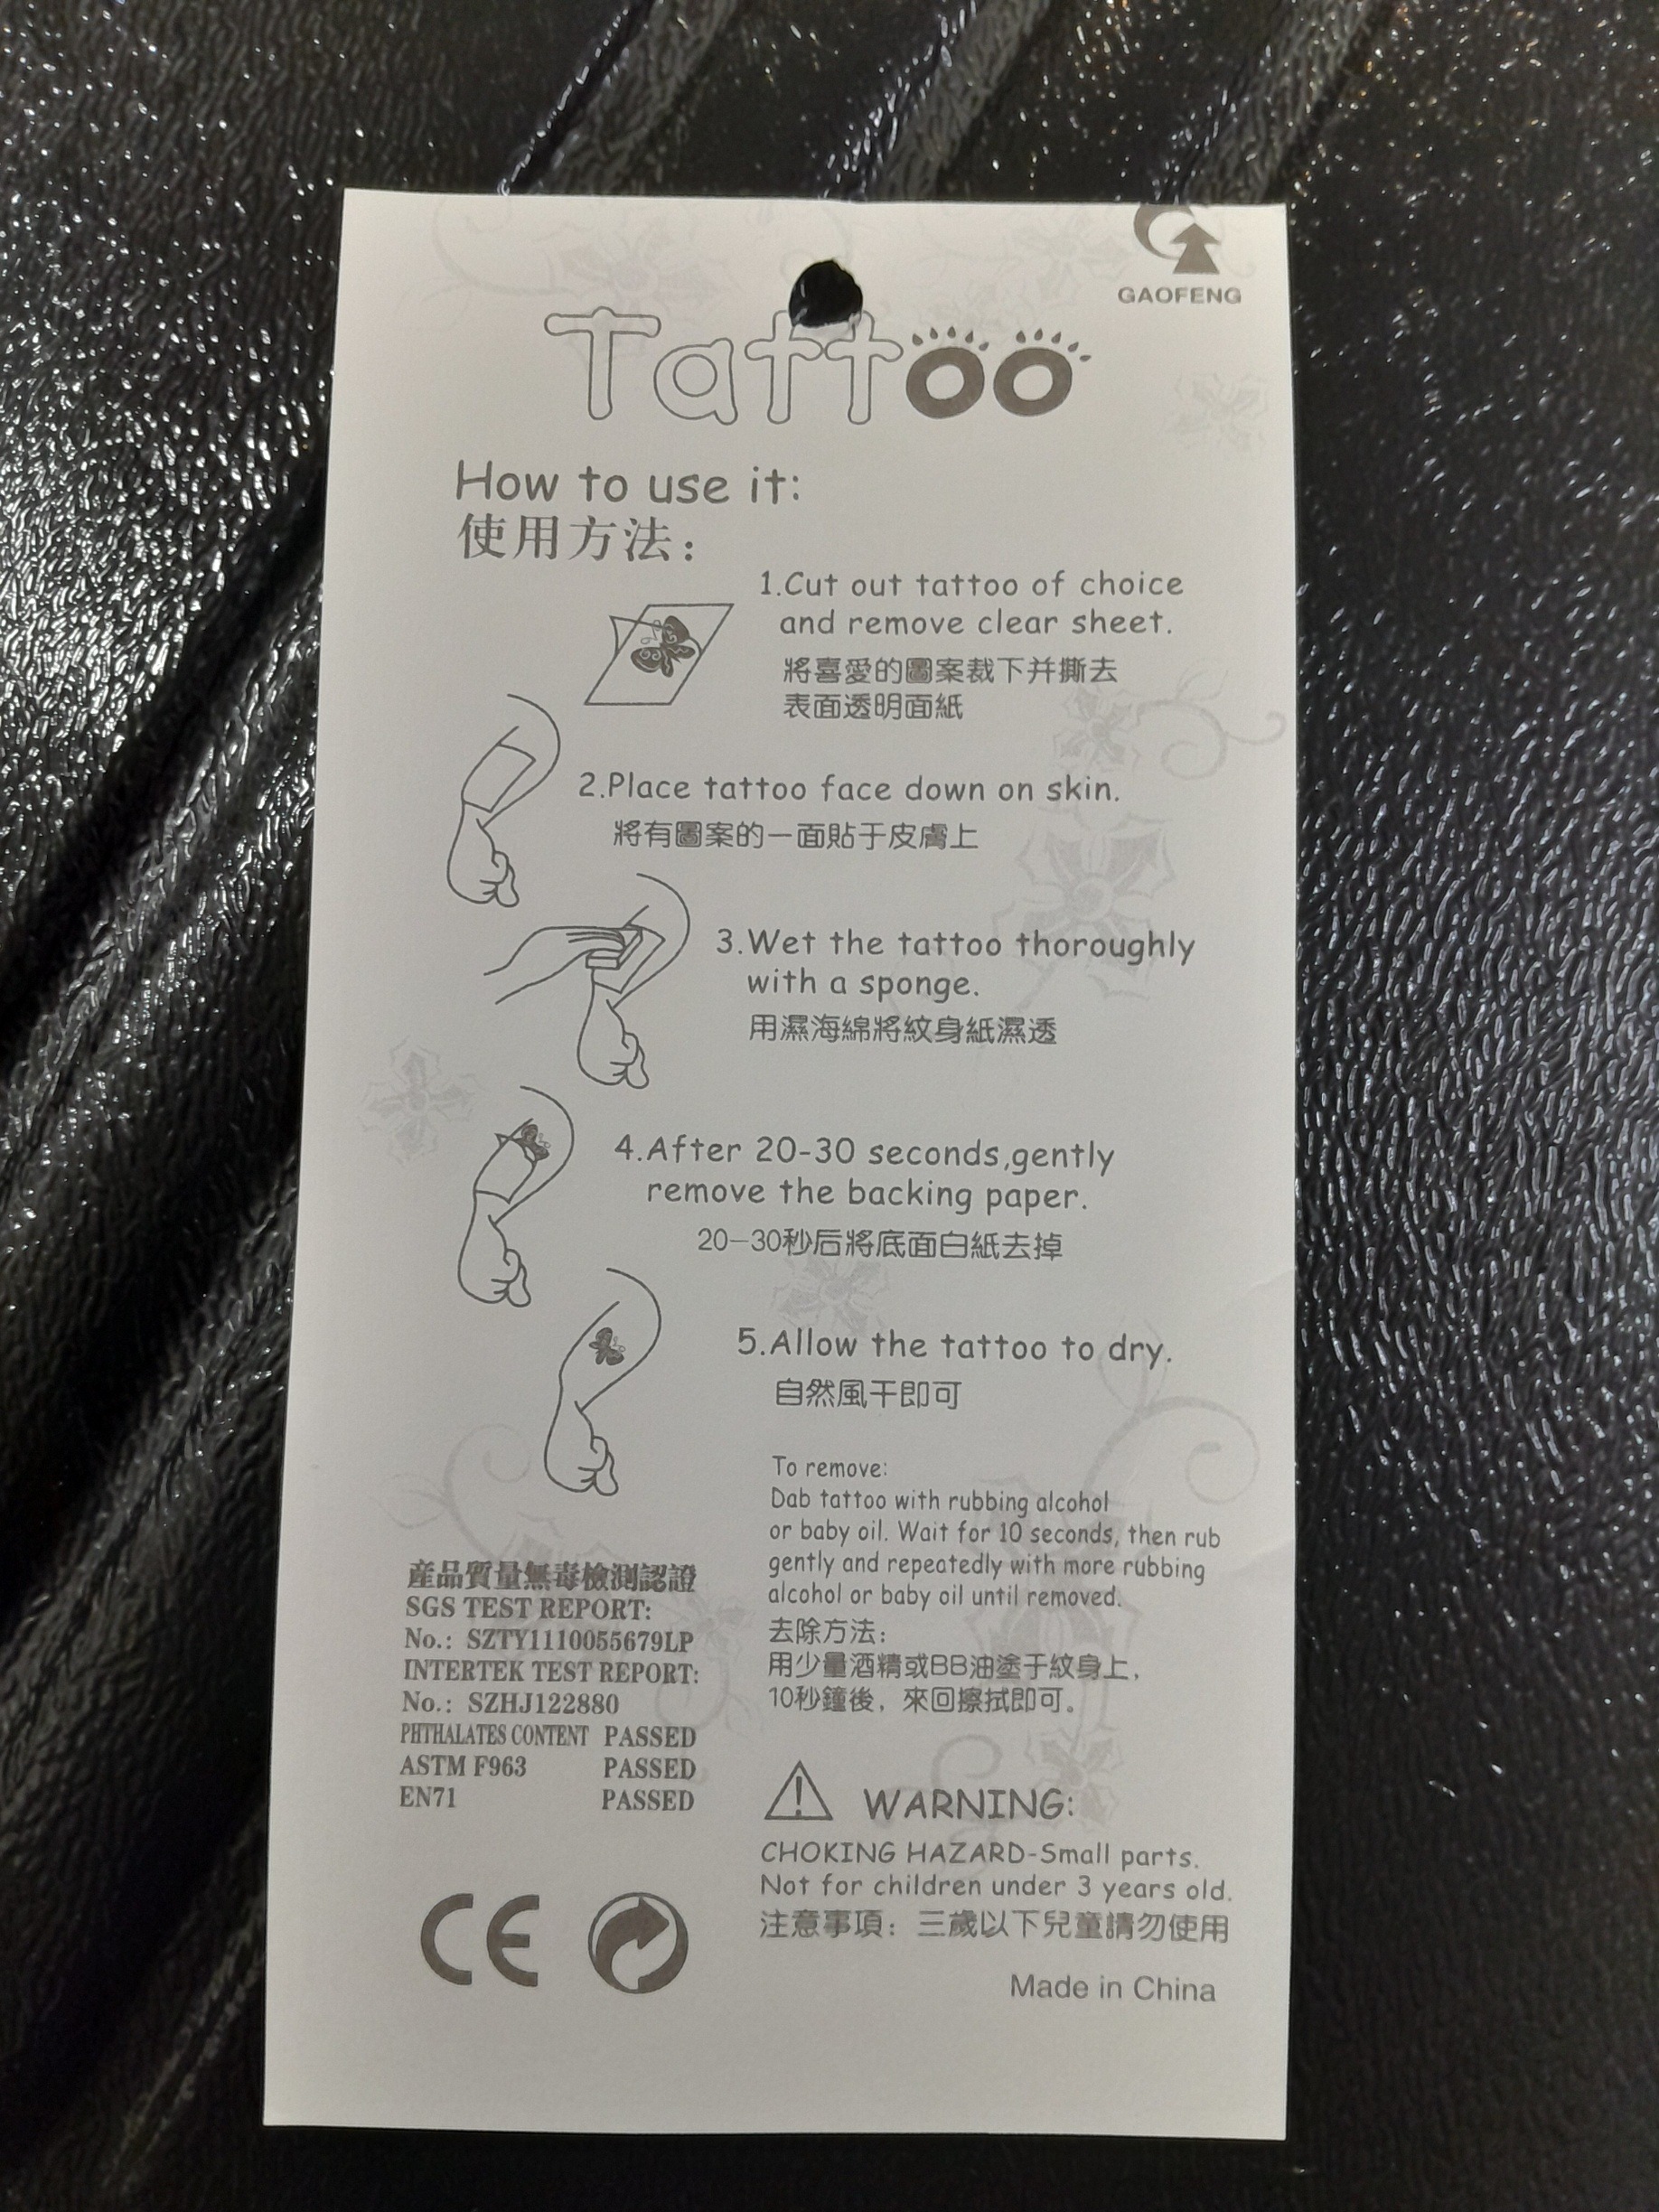 GAOFENG
Tattoo
How to use it:
使用方法：
1.Cut out tattoo of choice
and remove clear sheet.
將喜愛的圖案裁下并撕去
表面透明面紙
2.Place tattoo face down on skin.
將有圖案的一面貼于皮膚上
3.Wet the tattoo thoroughly
with a sponge.
用濕海綿將紋身紙濕透
4.After 20-30 seconds,gently
remove the backing paper.
20-30秒后將底面白紙去掉
5.Allow the tattoo to dry.
自然風干即可
To remove:
Dab tattoo with rubbing alcohol
or baby oil. Wait for 10 seconds, then rub
gently and repeatedly with more rubbing
alcohol or baby oil until removed.
去除方法：
用少量酒精或BB油塗于紋身上，
10秒鐘後，來回擦拭即可。
產品質量無毒檢測認證
SGS TEST REPORT:
No.: SZTY1110055679LP
INTERTEK TEST REPORT:
No.: SZHJ122880
PHTHALATES CONTENT PASSED
ASTM F963 PASSED
EN71 PASSED
CE
WARNING:
CHOKING HAZARD-Small parts.
Not for children under 3 years old.
注意事項：三歲以下兒童請勿使用
Made in China